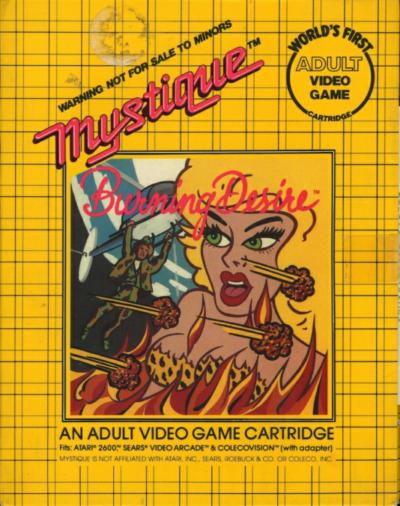 WARNING NOT FOR SALE TO MINORS
mystique™
WORLD'S FIRST
ADULT
VIDEO
GAME
CARTRIDGE
Burning Desire™
AN ADULT VIDEO GAME CARTRIDGE
Fits: ATARI® 2600,™ SEARS® VIDEO ARCADE™ & COLECOVISION™ (with adapter)
MYSTIQUE IS NOT AFFILIATED WITH ATARI, INC., SEARS, ROEBUCK & CO. OR COLECO, INC.